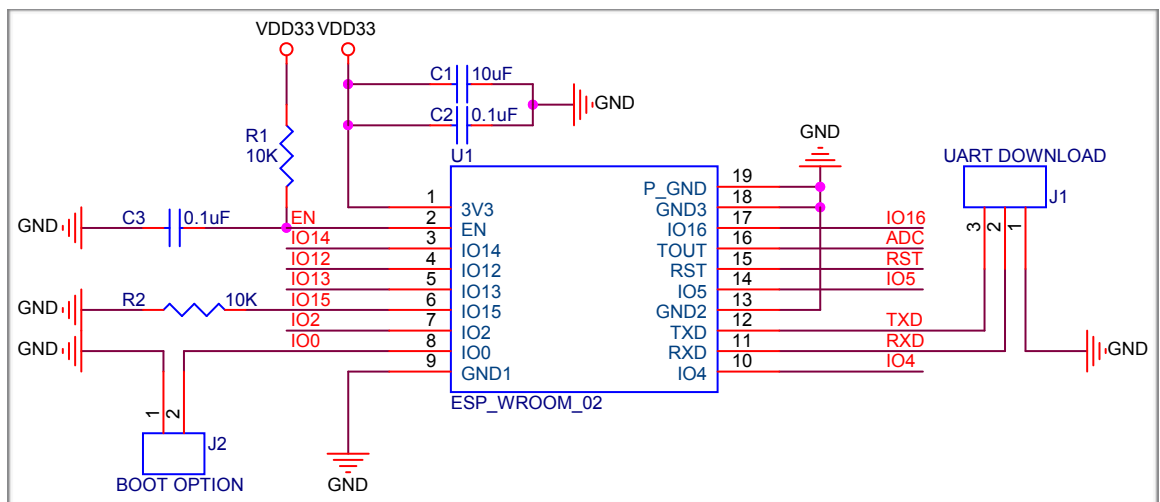 VDD33 VDD33
C1 10uF
GND
C2 0.1uF
R1
10K
U1
GND
UART DOWNLOAD
J1
19
P_GND
1
3V3
18
GND3
C3 0.1uF
GND
EN
2
EN
17
IO16
IO16
IO14
3
IO14
16
TOUT
ADC
IO12
4
IO12
15
RST
RST
IO13
5
IO13
14
IO5
IO5
GND
R2 10K
IO15
6
IO15
13
GND2
IO2
7
IO2
12
TXD
TXD
GND
IO0
8
IO0
11
RXD
RXD
9
GND1
10
IO4
IO4
3 2 1
GND
ESP_WROOM_02
1 2
J2
BOOT OPTION
GND